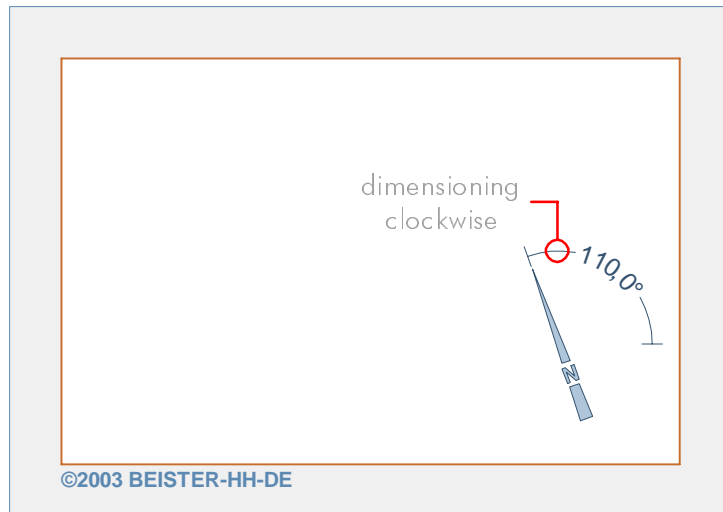 dimensioning
clockwise
110,0°
N
©2003 BEISTER-HH-DE